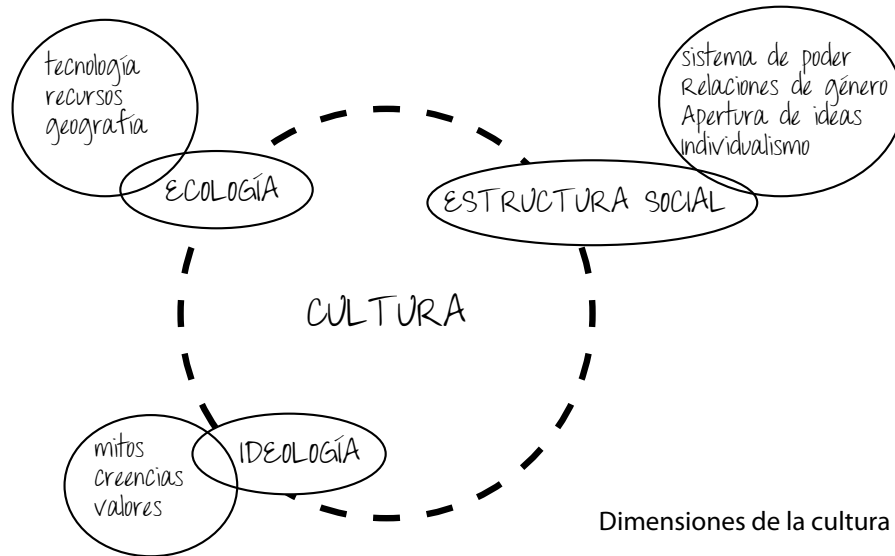 tecnología
recursos
geografía
ECOLOGÍA
sistema de poder
Relaciones de género
Apertura de ideas
individualismo
ESTRUCTURA SOCIAL
CULTURA
mitos
creencias
valores
IDEOLOGÍA
Dimensiones de la cultura